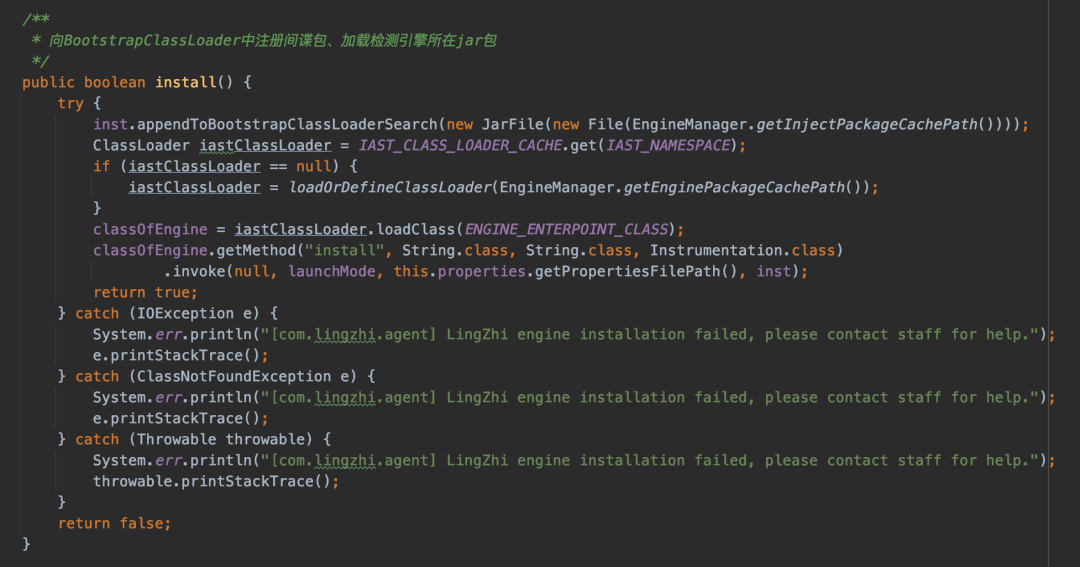 /**
 * 向BootstrapClassLoader中注册间谍包、加载检测引擎所在jar包
 */
public boolean install() {
    try {
        inst.appendToBootstrapClassLoaderSearch(new JarFile(new File(EngineManager.getInjectPackageCachePath())));
        ClassLoader iastClassLoader = IAST_CLASS_LOADER_CACHE.get(IAST_NAMESPACE);
        if (iastClassLoader == null) {
            iastClassLoader = loadOrDefineClassLoader(EngineManager.getEnginePackageCachePath());
        }
        classOfEngine = iastClassLoader.loadClass(ENGINE_ENTERPOINT_CLASS);
        classOfEngine.getMethod("install", String.class, String.class, Instrumentation.class)
                .invoke(null, launchMode, this.properties.getPropertiesFilePath(), inst);
        return true;
    } catch (IOException e) {
        System.err.println("[com.lingzhi.agent] LingZhi engine installation failed, please contact staff for help.");
        e.printStackTrace();
    } catch (ClassNotFoundException e) {
        System.err.println("[com.lingzhi.agent] LingZhi engine installation failed, please contact staff for help.");
        e.printStackTrace();
    } catch (Throwable throwable) {
        System.err.println("[com.lingzhi.agent] LingZhi engine installation failed, please contact staff for help.");
        throwable.printStackTrace();
    }
    return false;
}